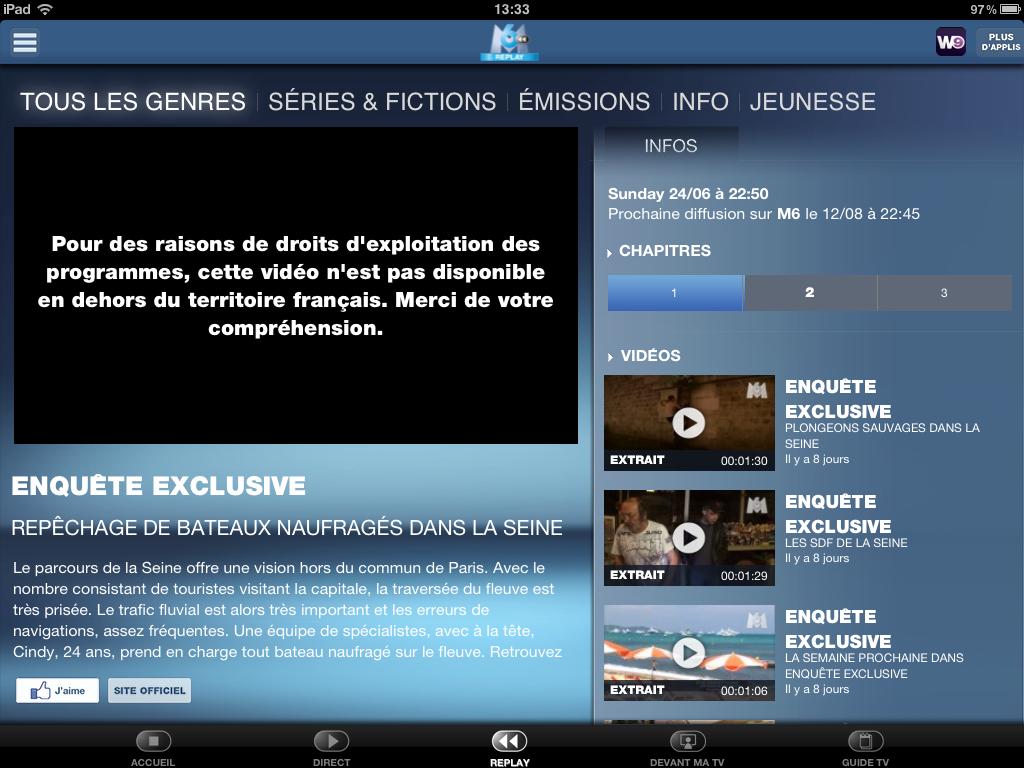 iPad 13:33 97%
M6 REPLAY W9 PLUS D'APPLIS
TOUS LES GENRES SÉRIES & FICTIONS ÉMISSIONS INFO JEUNESSE
Pour des raisons de droits d'exploitation des
programmes, cette vidéo n'est pas disponible
en dehors du territoire français. Merci de votre
compréhension.
ENQUÊTE EXCLUSIVE
REPÊCHAGE DE BATEAUX NAUFRAGÉS DANS LA SEINE
Le parcours de la Seine offre une vision hors du commun de Paris. Avec le
nombre consistant de touristes visitant la capitale, la traversée du fleuve est
très prisée. Le trafic fluvial est alors très important et les erreurs de
navigations, assez fréquentes. Une équipe de spécialistes, avec à la tête,
Cindy, 24 ans, prend en charge tout bateau naufragé sur le fleuve. Retrouvez
J'aime SITE OFFICIEL
INFOS
Sunday 24/06 à 22:50
Prochaine diffusion sur M6 le 12/08 à 22:45
CHAPITRES
1 2 3
VIDÉOS
M6
EXTRAIT 00:01:30
ENQUÊTE
EXCLUSIVE
PLONGEONS SAUVAGES DANS LA
SEINE
Il y a 8 jours
M6
EXTRAIT 00:01:29
ENQUÊTE
EXCLUSIVE
LES SDF DE LA SEINE
Il y a 8 jours
M6
EXTRAIT 00:01:06
ENQUÊTE
EXCLUSIVE
LA SEMAINE PROCHAINE DANS
ENQUÊTE EXCLUSIVE
Il y a 8 jours
ACCUEIL DIRECT REPLAY DEVANT MA TV GUIDE TV